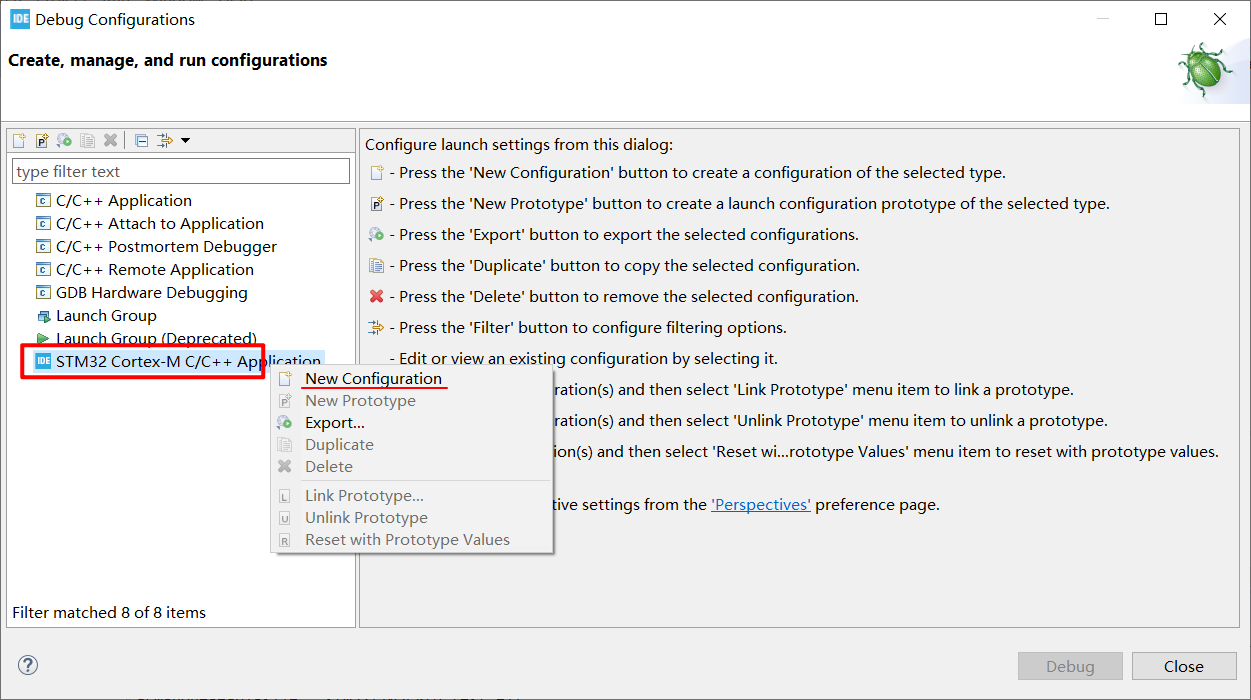 IDE Debug Configurations
Create, manage, and run configurations
type filter text
C/C++ Application
C/C++ Attach to Application
C/C++ Postmortem Debugger
C/C++ Remote Application
GDB Hardware Debugging
Launch Group
Launch Group (Deprecated)
IDE STM32 Cortex-M C/C++ Application
New Configuration
New Prototype
Export...
Duplicate
Delete
Link Prototype...
Unlink Prototype
Reset with Prototype Values
Filter matched 8 of 8 items
Configure launch settings from this dialog:
- Press the 'New Configuration' button to create a configuration of the selected type.
- Press the 'New Prototype' button to create a launch configuration prototype of the selected type.
- Press the 'Export' button to export the selected configurations.
- Press the 'Duplicate' button to copy the selected configuration.
- Press the 'Delete' button to remove the selected configuration.
- Press the 'Filter' button to configure filtering options.
- Edit or view an existing configuration by selecting it.
ration(s) and then select 'Link Prototype' menu item to link a prototype.
ration(s) and then select 'Unlink Prototype' menu item to unlink a prototype.
ion(s) and then select 'Reset wi...rototype Values' menu item to reset with prototype values.
tive settings from the 'Perspectives' preference page.
Debug
Close